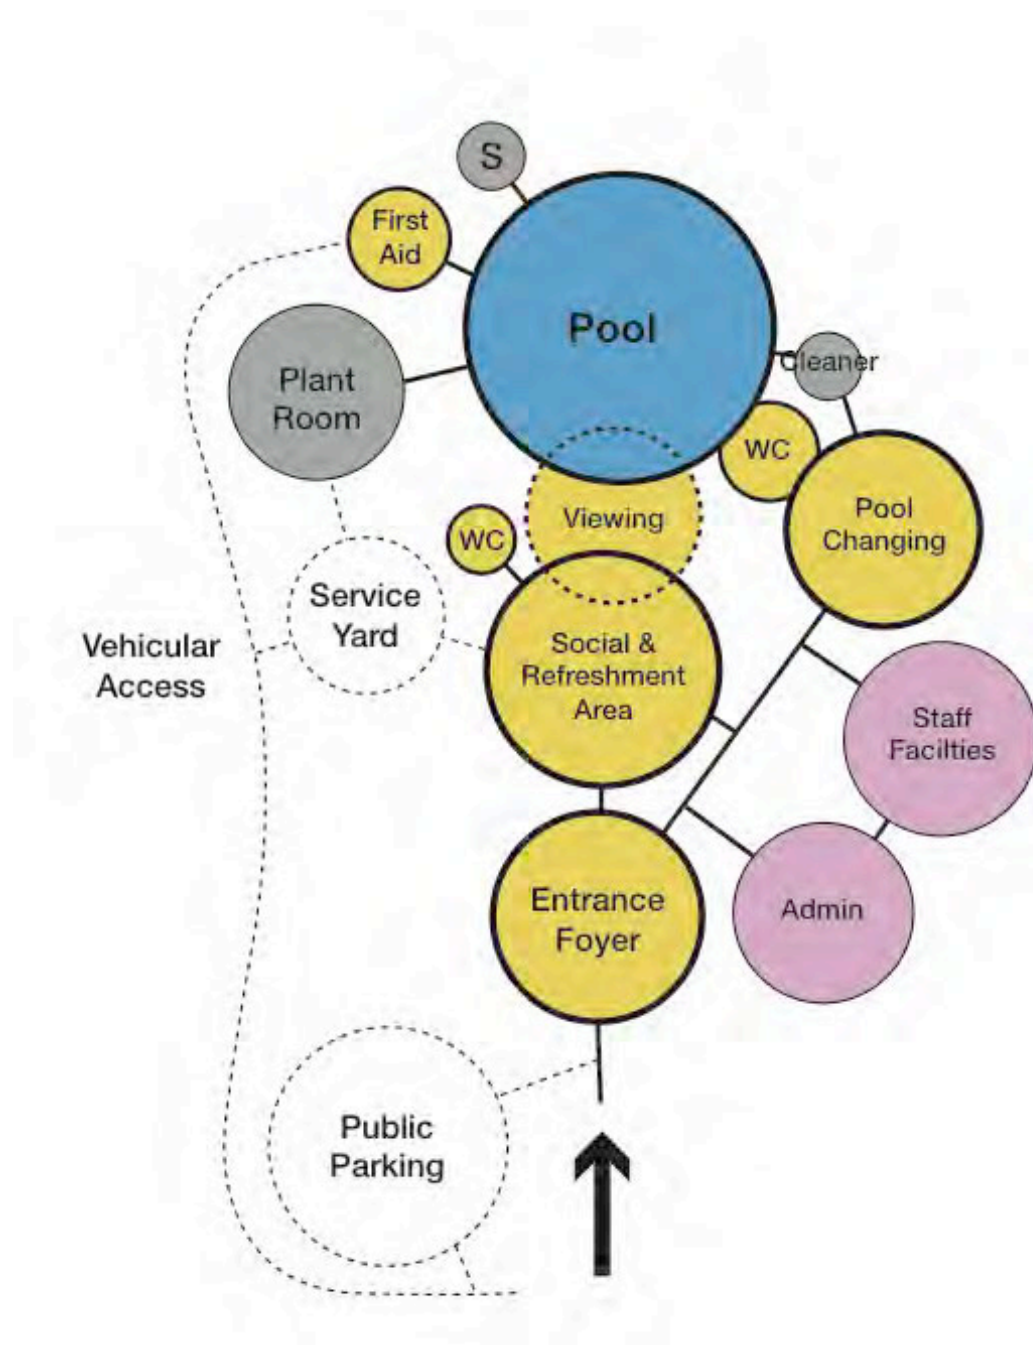 S
First
Aid
Pool
Cleaner
Plant
Room
WC
Pool
Changing
Viewing
WC
Service
Yard
Social &
Refreshment
Area
Vehicular
Access
Staff
Facilties
Entrance
Foyer
Admin
Public
Parking